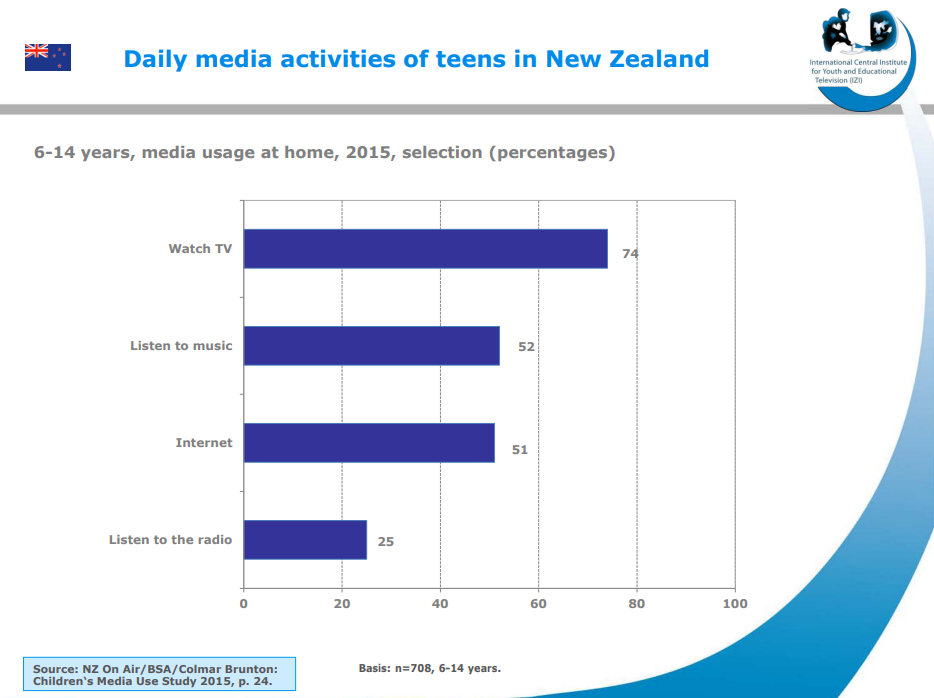 Daily media activities of teens in New Zealand
International Central Institute
for Youth and Educational
Television (IZI)
6-14 years, media usage at home, 2015, selection (percentages)
Watch TV
74
Listen to music
52
Internet
51
Listen to the radio
25
0 20 40 60 80 100
Source: NZ On Air/BSA/Colmar Brunton:
Children‘s Media Use Study 2015, p. 24.
Basis: n=708, 6-14 years.